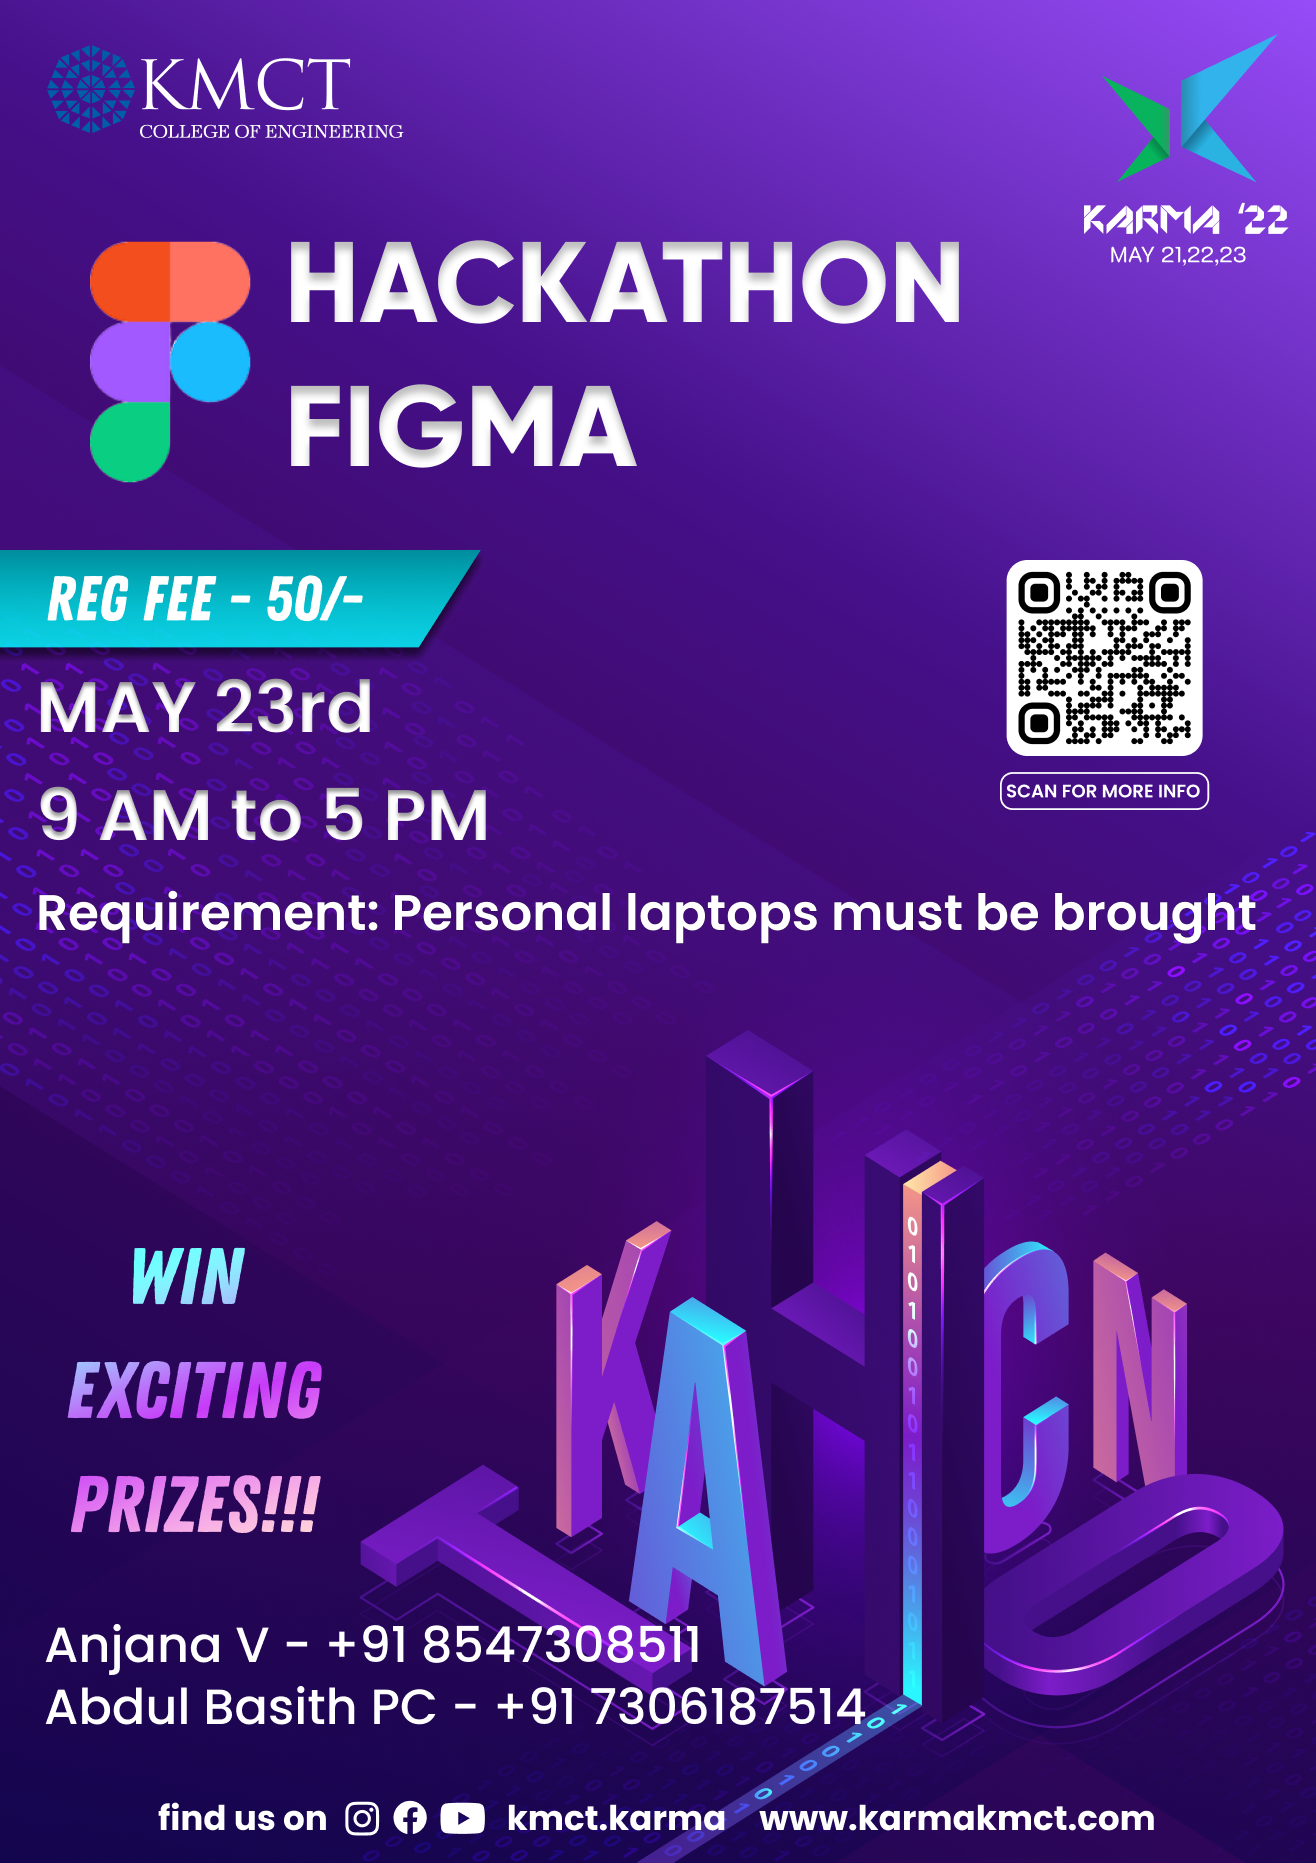 KMCT
COLLEGE OF ENGINEERING
KARMA '22
MAY 21,22,23
HACKATHON
FIGMA
REG FEE - 50/-
MAY 23rd
9 AM to 5 PM
SCAN FOR MORE INFO
Requirement: Personal laptops must be brought
WIN
EXCITING
PRIZES!!!
Anjana V - +91 8547308511
Abdul Basith PC - +91 7306187514
find us on kmct.karma www.karmakmct.com